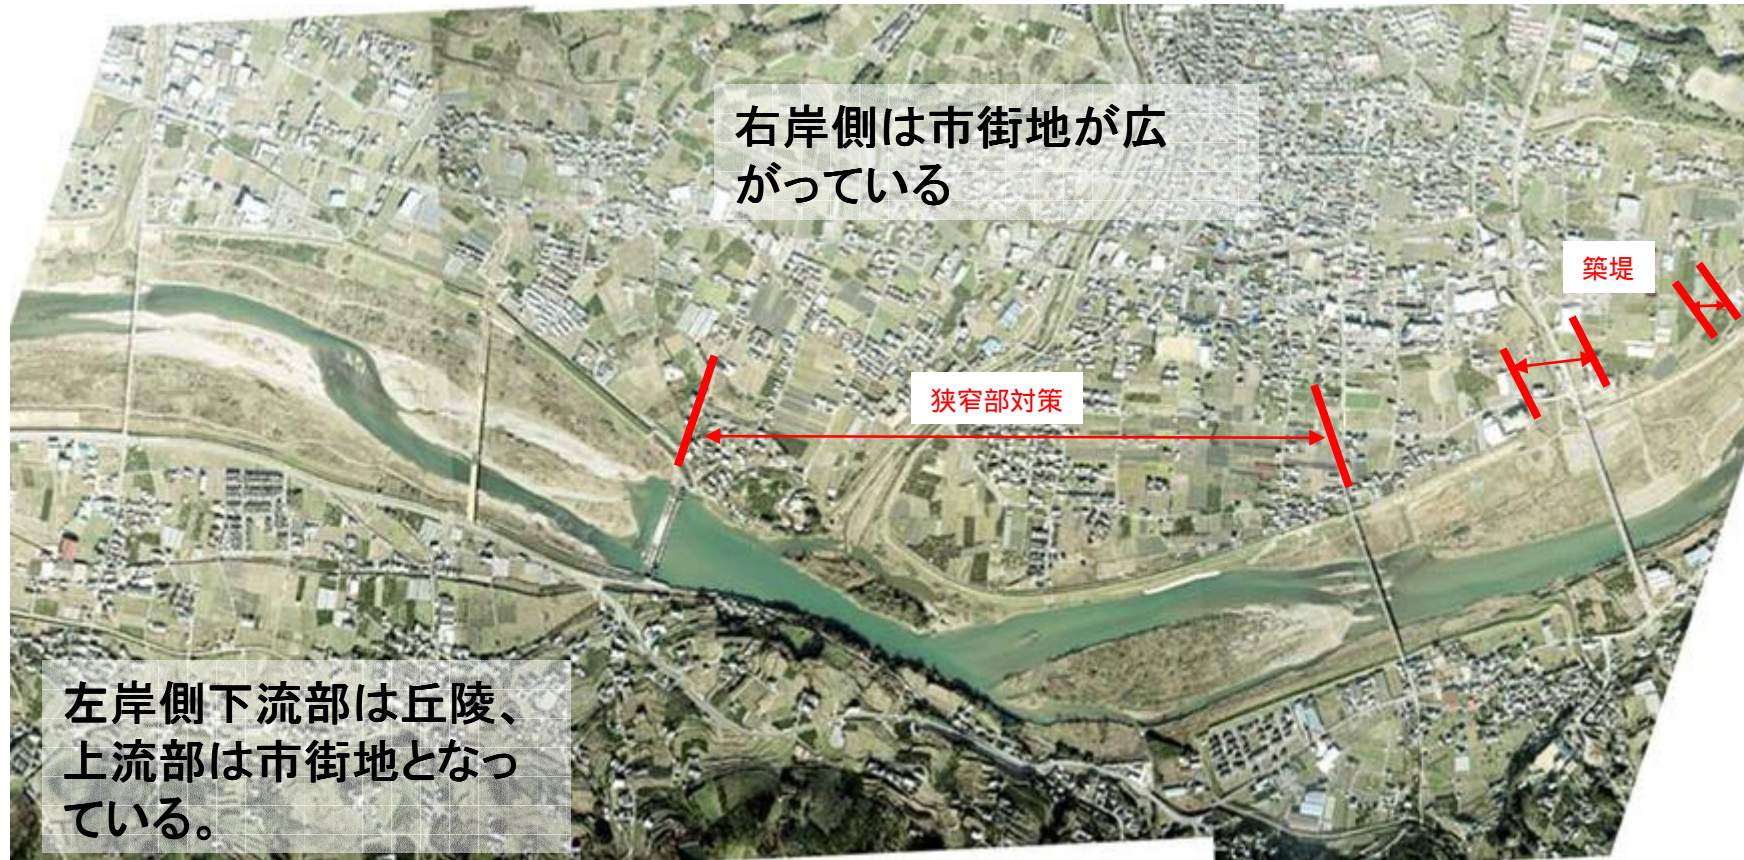 右岸側は市街地が広
がっている
築堤
狭窄部対策
左岸側下流部は丘陵、
上流部は市街地となっ
ている。